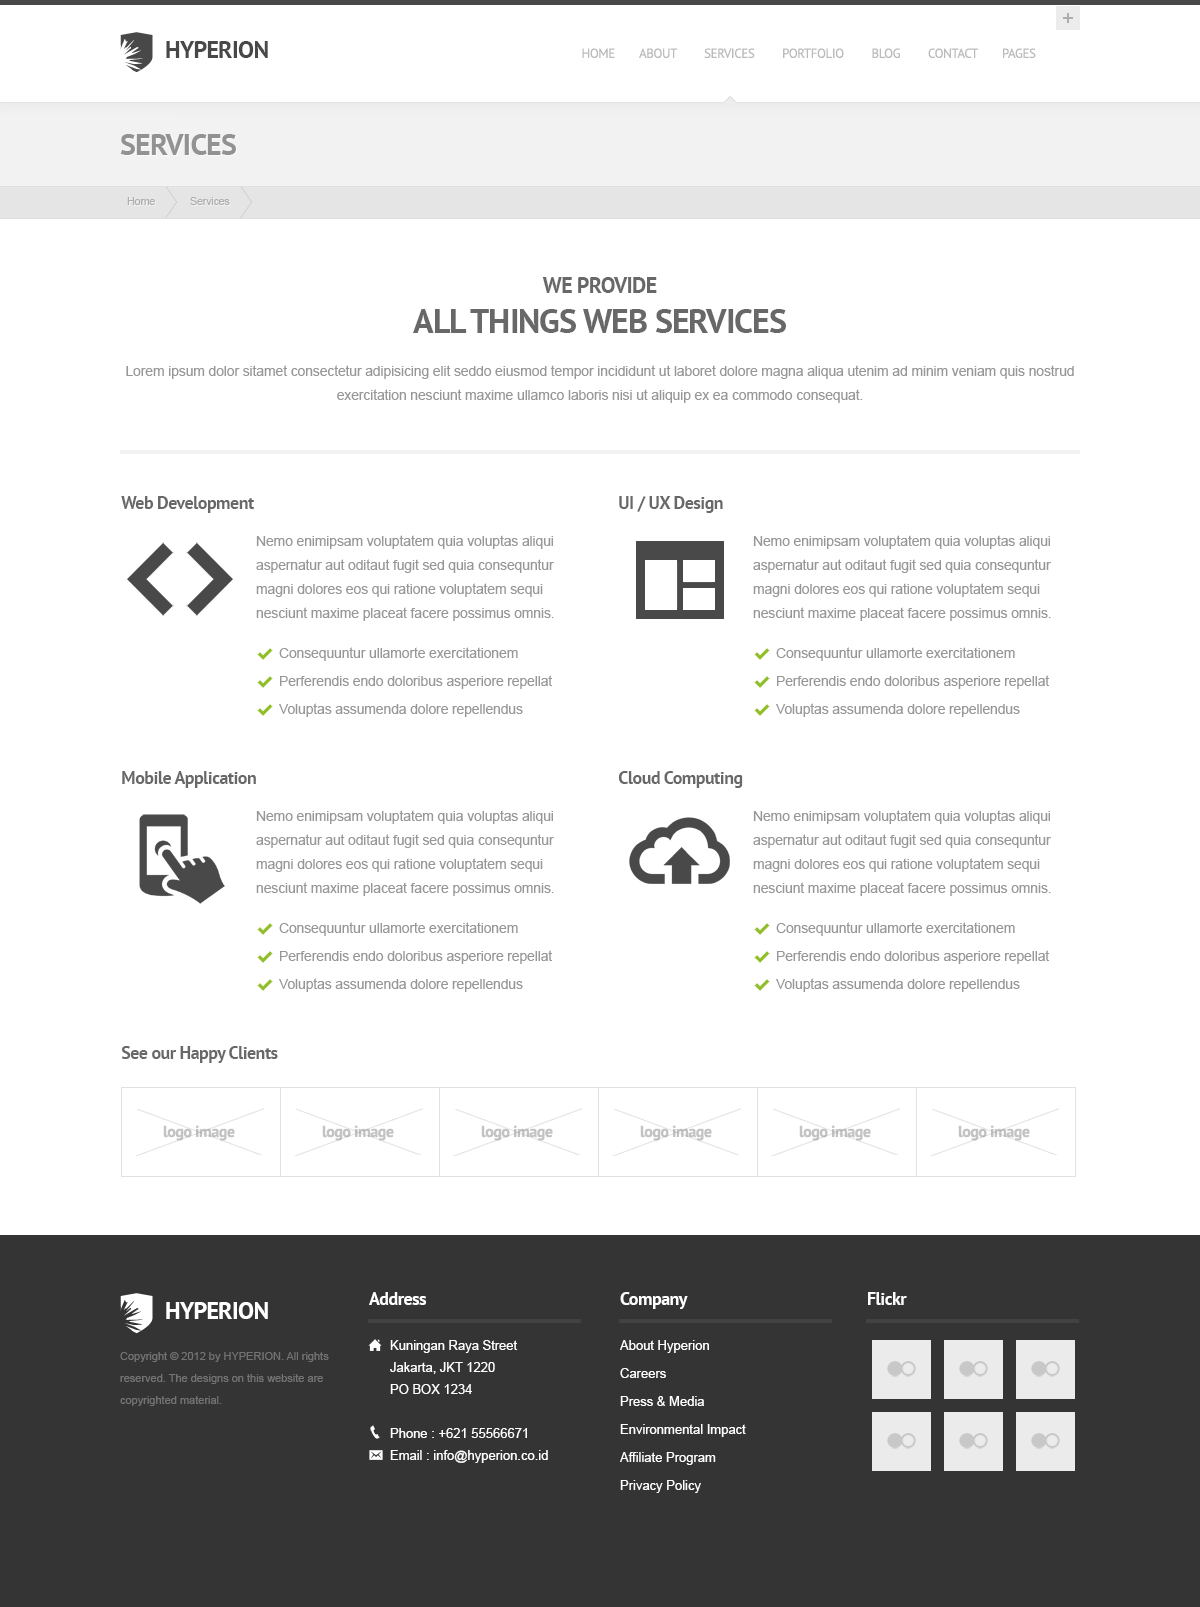 HYPERION
HOME ABOUT SERVICES PORTFOLIO BLOG CONTACT PAGES
SERVICES
Home Services
WE PROVIDE
ALL THINGS WEB SERVICES
Lorem ipsum dolor sitamet consectetur adipisicing elit seddo eiusmod tempor incididunt ut laboret dolore magna aliqua utenim ad minim veniam quis nostrud
exercitation nesciunt maxime ullamco laboris nisi ut aliquip ex ea commodo consequat.
Web Development
Nemo enimipsam voluptatem quia voluptas aliqui
aspernatur aut oditaut fugit sed quia consequntur
magni dolores eos qui ratione voluptatem sequi
nesciunt maxime placeat facere possimus omnis.
Consequuntur ullamorte exercitationem
Perferendis endo doloribus asperiore repellat
Voluptas assumenda dolore repellendus
UI / UX Design
Nemo enimipsam voluptatem quia voluptas aliqui
aspernatur aut oditaut fugit sed quia consequntur
magni dolores eos qui ratione voluptatem sequi
nesciunt maxime placeat facere possimus omnis.
Consequuntur ullamorte exercitationem
Perferendis endo doloribus asperiore repellat
Voluptas assumenda dolore repellendus
Mobile Application
Nemo enimipsam voluptatem quia voluptas aliqui
aspernatur aut oditaut fugit sed quia consequntur
magni dolores eos qui ratione voluptatem sequi
nesciunt maxime placeat facere possimus omnis.
Consequuntur ullamorte exercitationem
Perferendis endo doloribus asperiore repellat
Voluptas assumenda dolore repellendus
Cloud Computing
Nemo enimipsam voluptatem quia voluptas aliqui
aspernatur aut oditaut fugit sed quia consequntur
magni dolores eos qui ratione voluptatem sequi
nesciunt maxime placeat facere possimus omnis.
Consequuntur ullamorte exercitationem
Perferendis endo doloribus asperiore repellat
Voluptas assumenda dolore repellendus
See our Happy Clients
logo image logo image logo image logo image logo image logo image
HYPERION
Copyright © 2012 by HYPERION. All rights
reserved. The designs on this website are
copyrighted material.
Address
Kuningan Raya Street
Jakarta, JKT 1220
PO BOX 1234
Phone : +621 55566671
Email : info@hyperion.co.id
Company
About Hyperion
Careers
Press & Media
Environmental Impact
Affiliate Program
Privacy Policy
Flickr